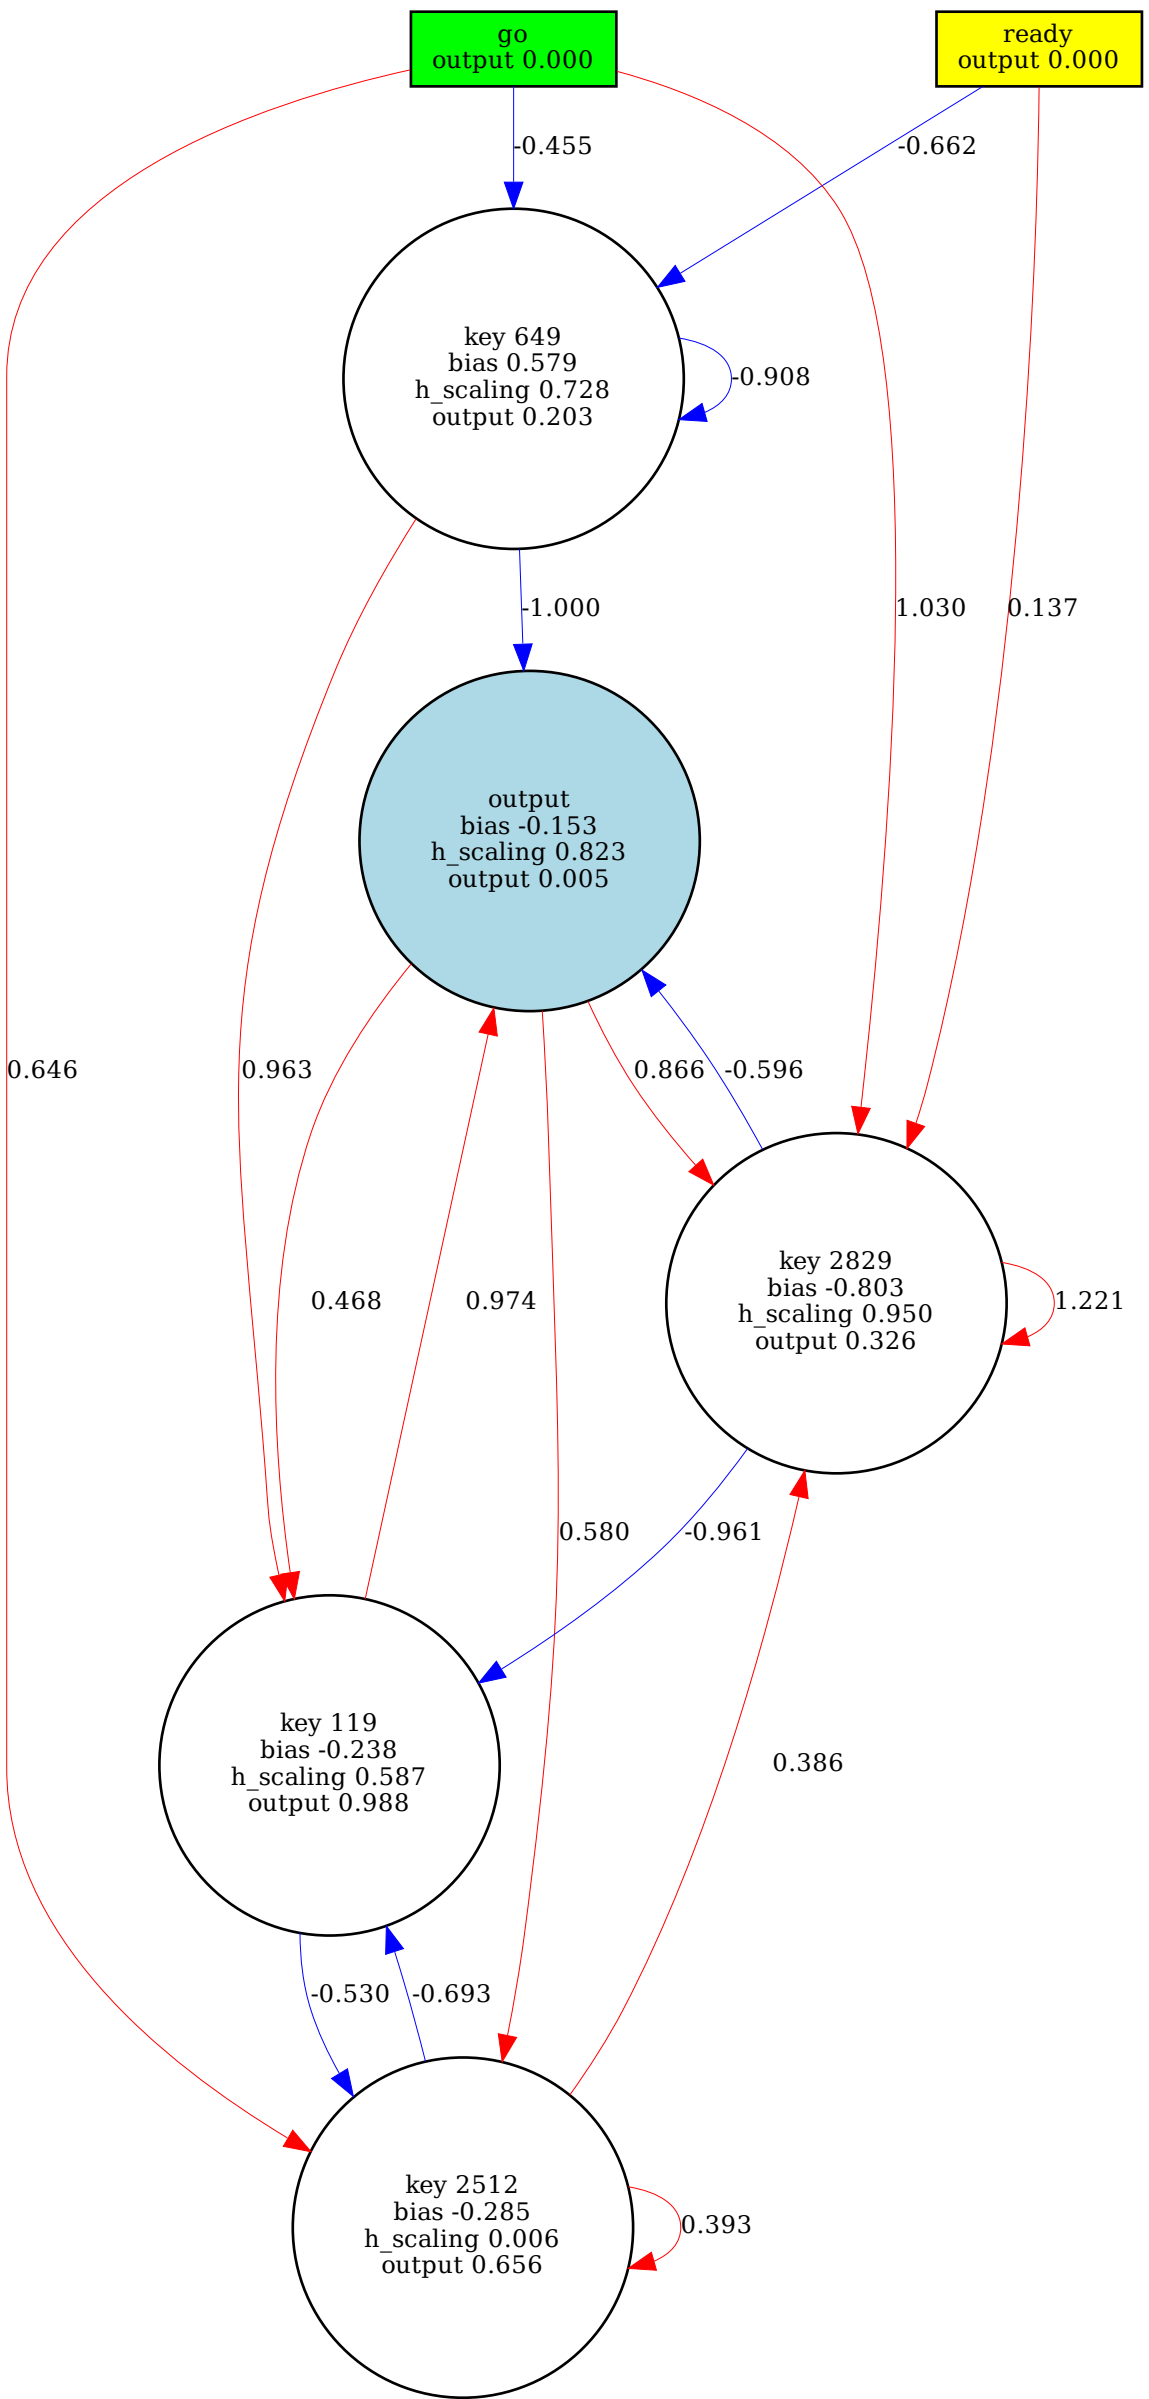 go
output 0.000
ready
output 0.000
-0.455
-0.662
key 649
bias 0.579
h_scaling 0.728
output 0.203
-0.908
-1.000
1.030
0.137
output
bias -0.153
h_scaling 0.823
output 0.005
0.646
0.963
0.866
-0.596
0.468
0.974
key 2829
bias -0.803
h_scaling 0.950
output 0.326
1.221
0.580
-0.961
key 119
bias -0.238
h_scaling 0.587
output 0.988
0.386
-0.530
-0.693
key 2512
bias -0.285
h_scaling 0.006
output 0.656
0.393